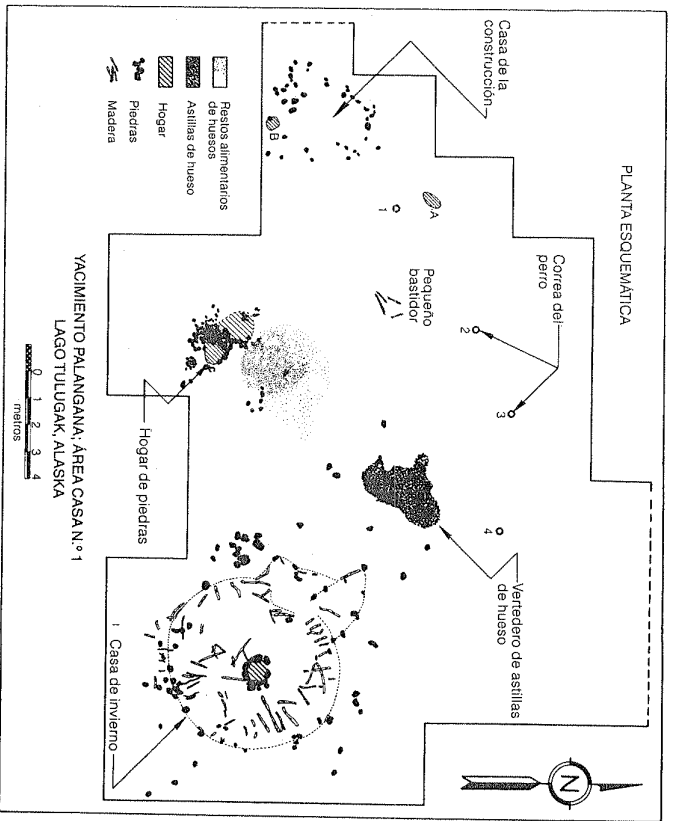 PLANTA ESQUEMÁTICA
Casa de la
construcción
Correa del
perro
Pequeño
bastidor
Vertedero de astillas
de hueso
A
B
1
2
3
4
Hogar de piedras
Casa de invierno
N
Restos alimentarios
de huesos
Astillas de hueso
Hogar
Piedras
Madera
YACIMIENTO PALANGANA; ÁREA CASA N.º 1
LAGO TULUGAK, ALASKA
0 1 2 3 4
metros